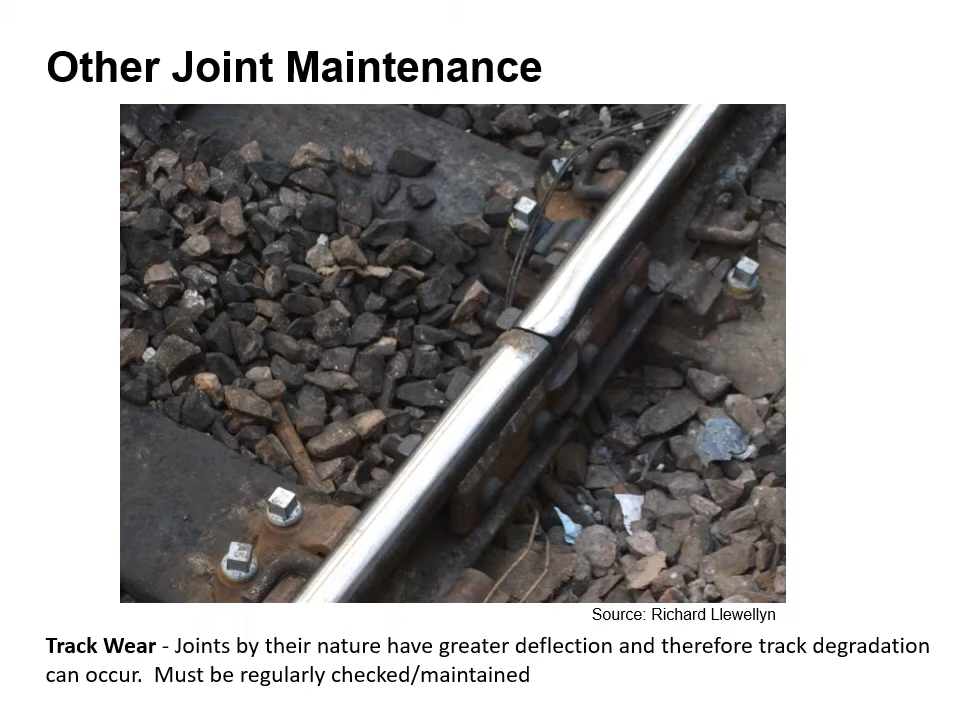 Other Joint Maintenance
Source: Richard Llewellyn
Track Wear - Joints by their nature have greater deflection and therefore track degradation
can occur.  Must be regularly checked/maintained